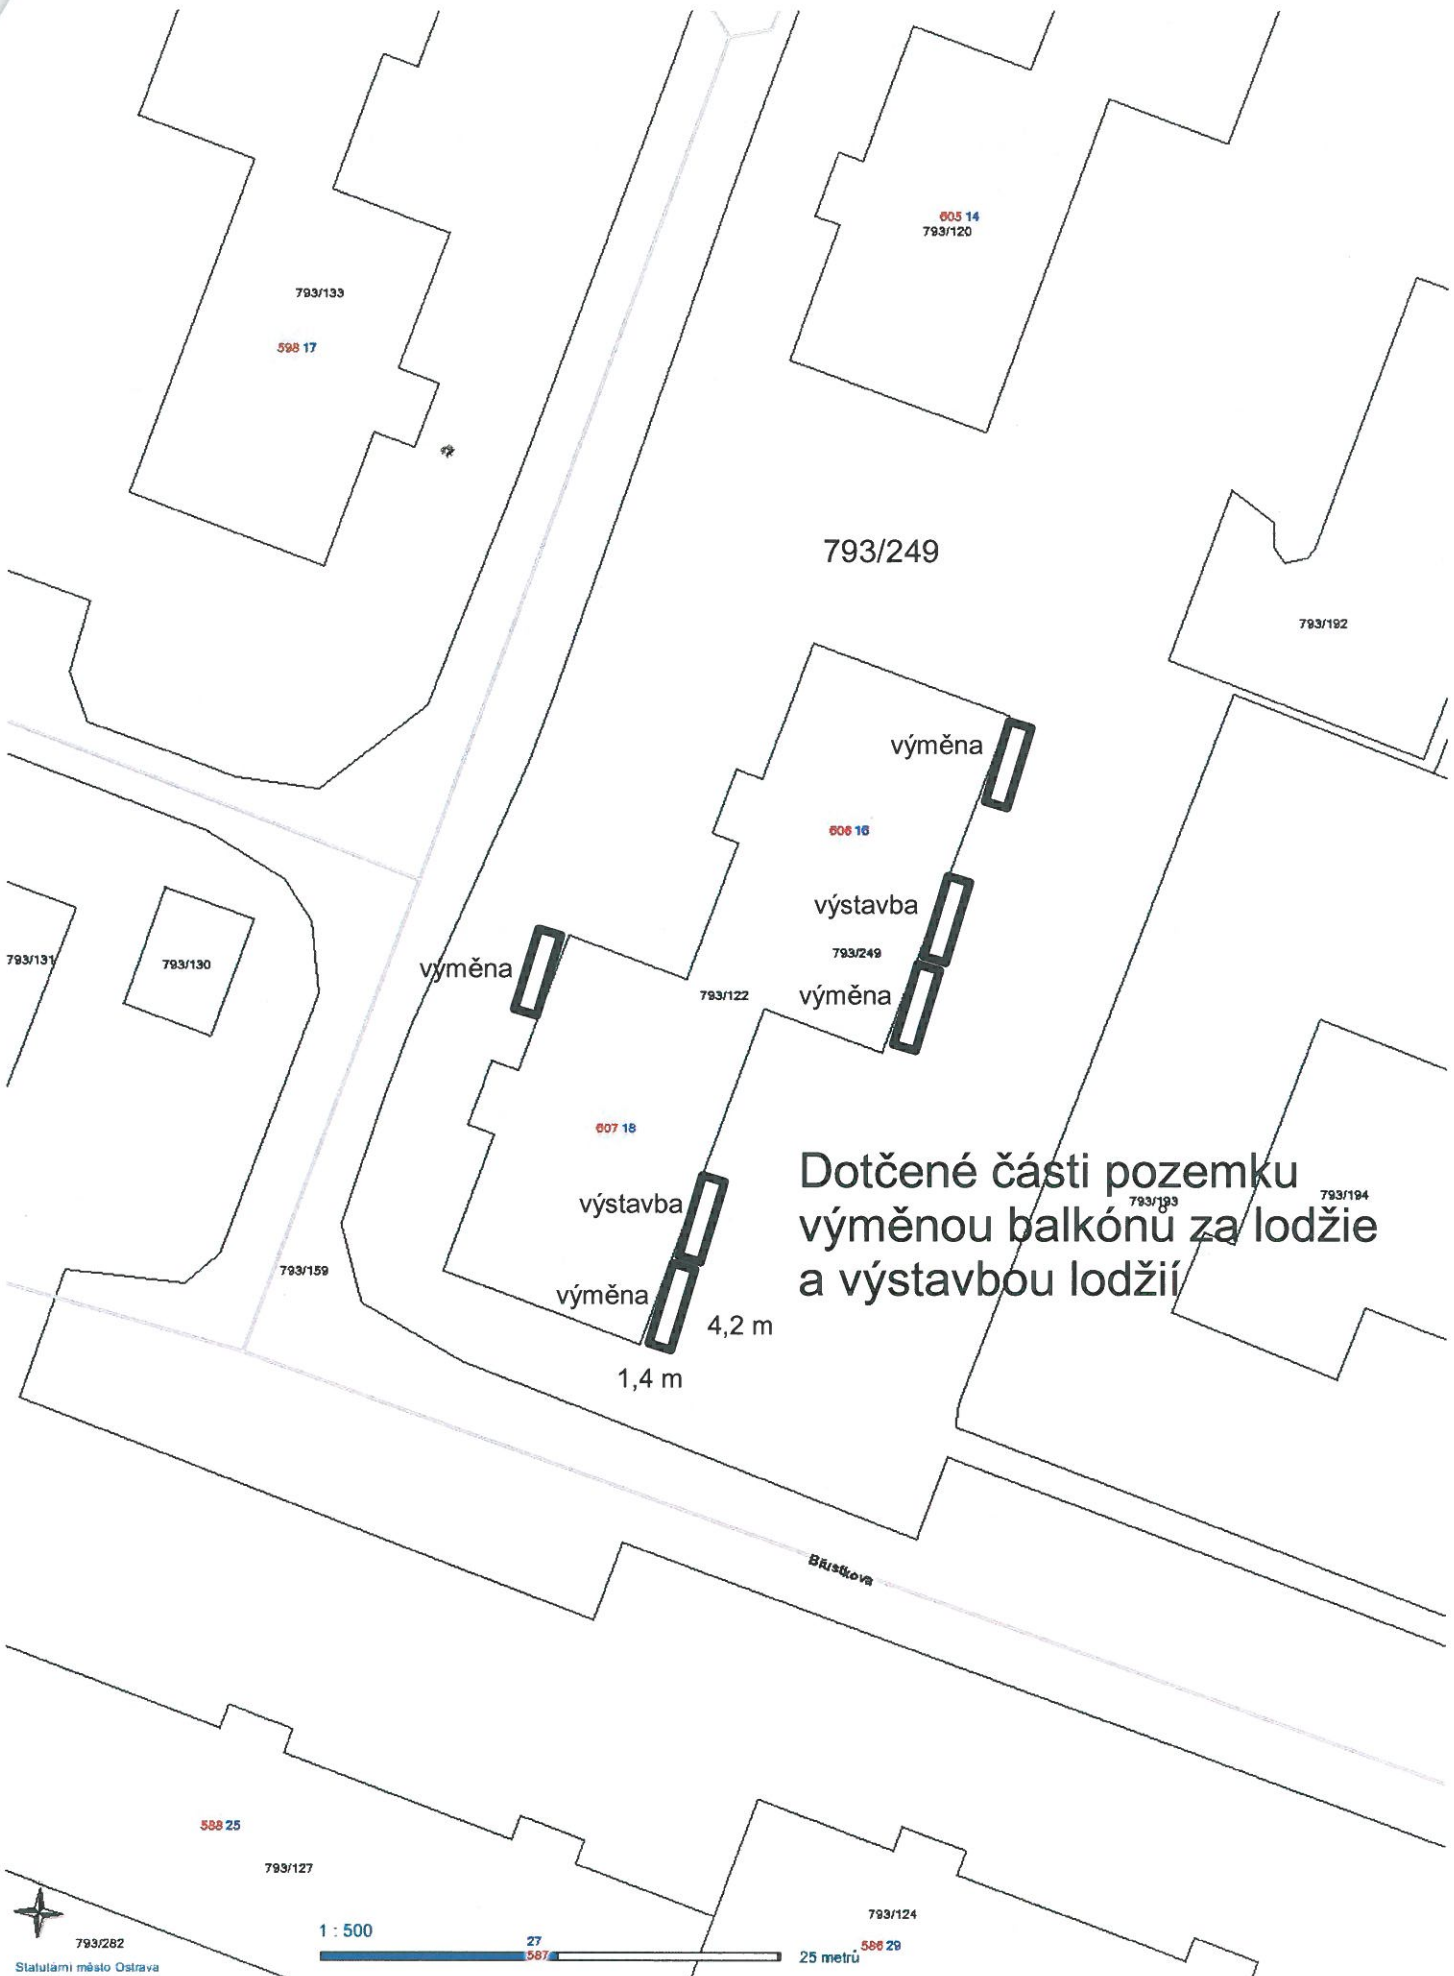 605 14
793/120
793/133
598 17
793/249
793/192
výměna
606 16
výstavba
793/249
793/131
793/130
výměna
793/122
výměna
607 18
Dotčené části pozemku
výměnou balkónů za lodžie
a výstavbou lodžií
793/193
793/194
výstavba
793/159
výměna
4,2 m
1,4 m
588 25
793/127
793/124
1 : 500
27
587
586 29
25 metrů
793/282
Statutární město Ostrava